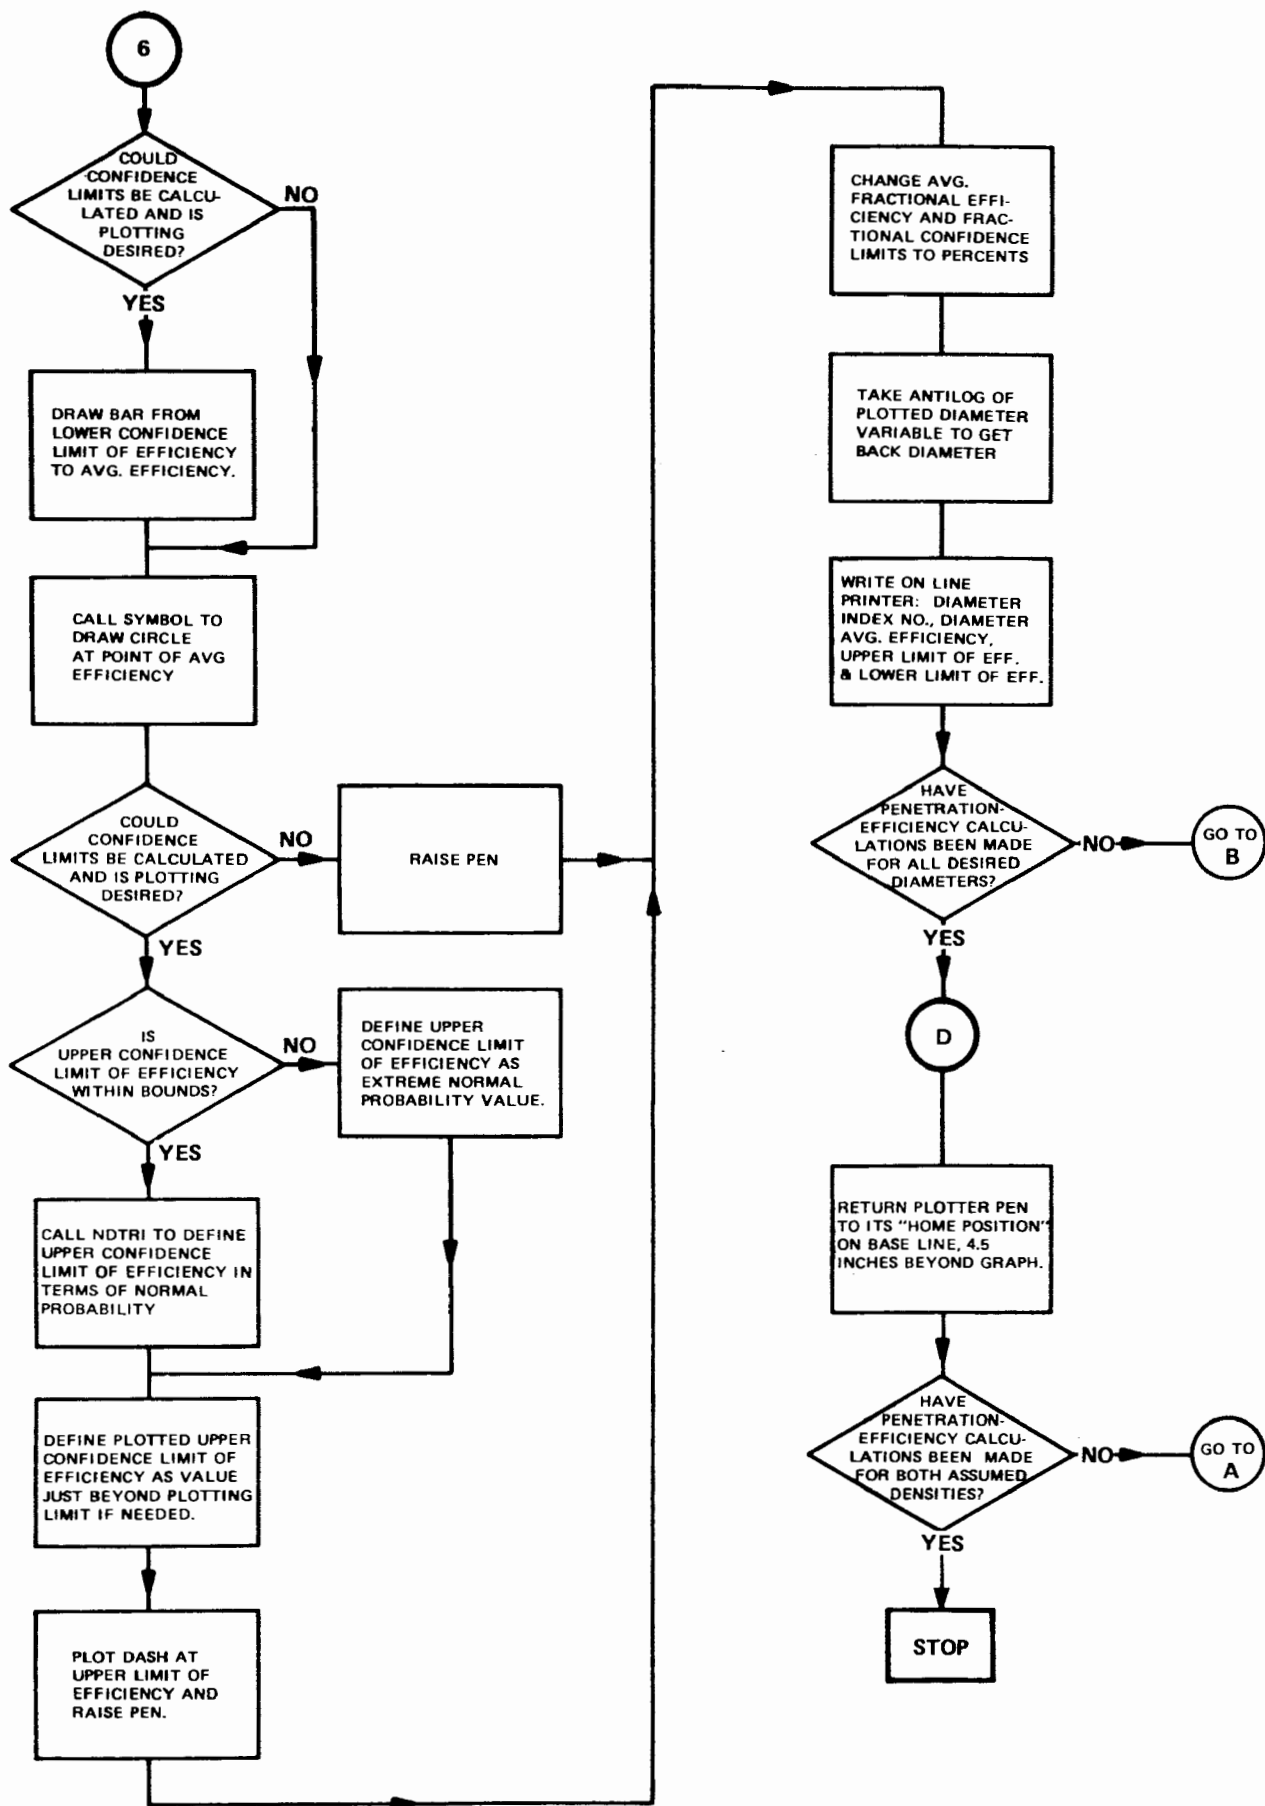 6
COULD
CONFIDENCE
LIMITS BE CALCU-
LATED AND IS
PLOTTING
DESIRED?
NO
YES
DRAW BAR FROM
LOWER CONFIDENCE
LIMIT OF EFFICIENCY
TO AVG. EFFICIENCY.
CALL SYMBOL TO
DRAW CIRCLE
AT POINT OF AVG
EFFICIENCY
COULD
CONFIDENCE
LIMITS BE CALCULATED
AND IS PLOTTING
DESIRED?
NO
RAISE PEN
YES
IS
UPPER CONFIDENCE
LIMIT OF EFFICIENCY
WITHIN BOUNDS?
NO
DEFINE UPPER
CONFIDENCE LIMIT
OF EFFICIENCY AS
EXTREME NORMAL
PROBABILITY VALUE.
YES
CALL NDTRI TO DEFINE
UPPER CONFIDENCE
LIMIT OF EFFICIENCY IN
TERMS OF NORMAL
PROBABILITY
DEFINE PLOTTED UPPER
CONFIDENCE LIMIT OF
EFFICIENCY AS VALUE
JUST BEYOND PLOTTING
LIMIT IF NEEDED.
PLOT DASH AT
UPPER LIMIT OF
EFFICIENCY AND
RAISE PEN.
CHANGE AVG.
FRACTIONAL EFFI-
CIENCY AND FRAC-
TIONAL CONFIDENCE
LIMITS TO PERCENTS
TAKE ANTILOG OF
PLOTTED DIAMETER
VARIABLE TO GET
BACK DIAMETER
WRITE ON LINE
PRINTER: DIAMETER
INDEX NO., DIAMETER
AVG. EFFICIENCY,
UPPER LIMIT OF EFF.
& LOWER LIMIT OF EFF.
HAVE
PENETRATION-
EFFICIENCY CALCU-
LATIONS BEEN MADE
FOR ALL DESIRED
DIAMETERS?
NO
GO TO
B
YES
D
RETURN PLOTTER PEN
TO ITS "HOME POSITION"
ON BASE LINE, 4.5
INCHES BEYOND GRAPH.
HAVE
PENETRATION-
EFFICIENCY CALCU-
LATIONS BEEN MADE
FOR BOTH ASSUMED
DENSITIES?
NO
GO TO
A
YES
STOP